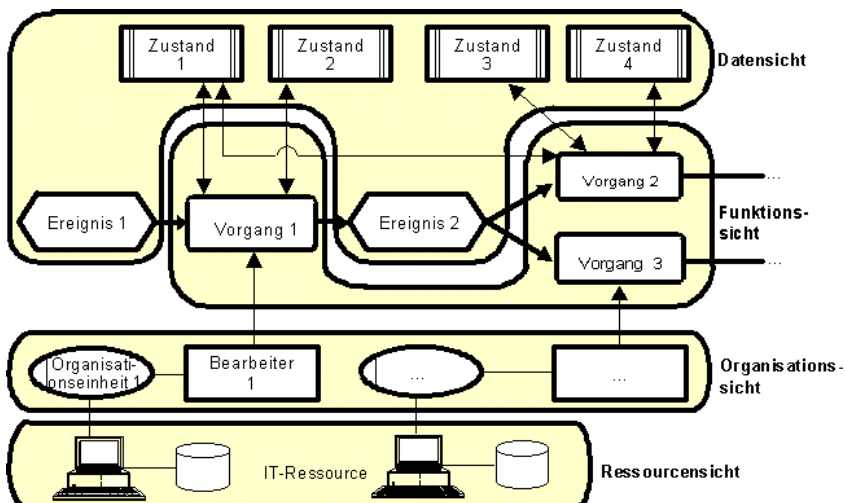 Zustand
1
Zustand
2
Zustand
3
Zustand
4
Datensicht
Ereignis 1
Vorgang 1
Ereignis 2
Vorgang 2
...
Funktions-
sicht
Vorgang 3
...
Organisati-
onseinheit 1
Bearbeiter
1
...
...
Organisations-
sicht
IT-Ressource
Ressourcensicht